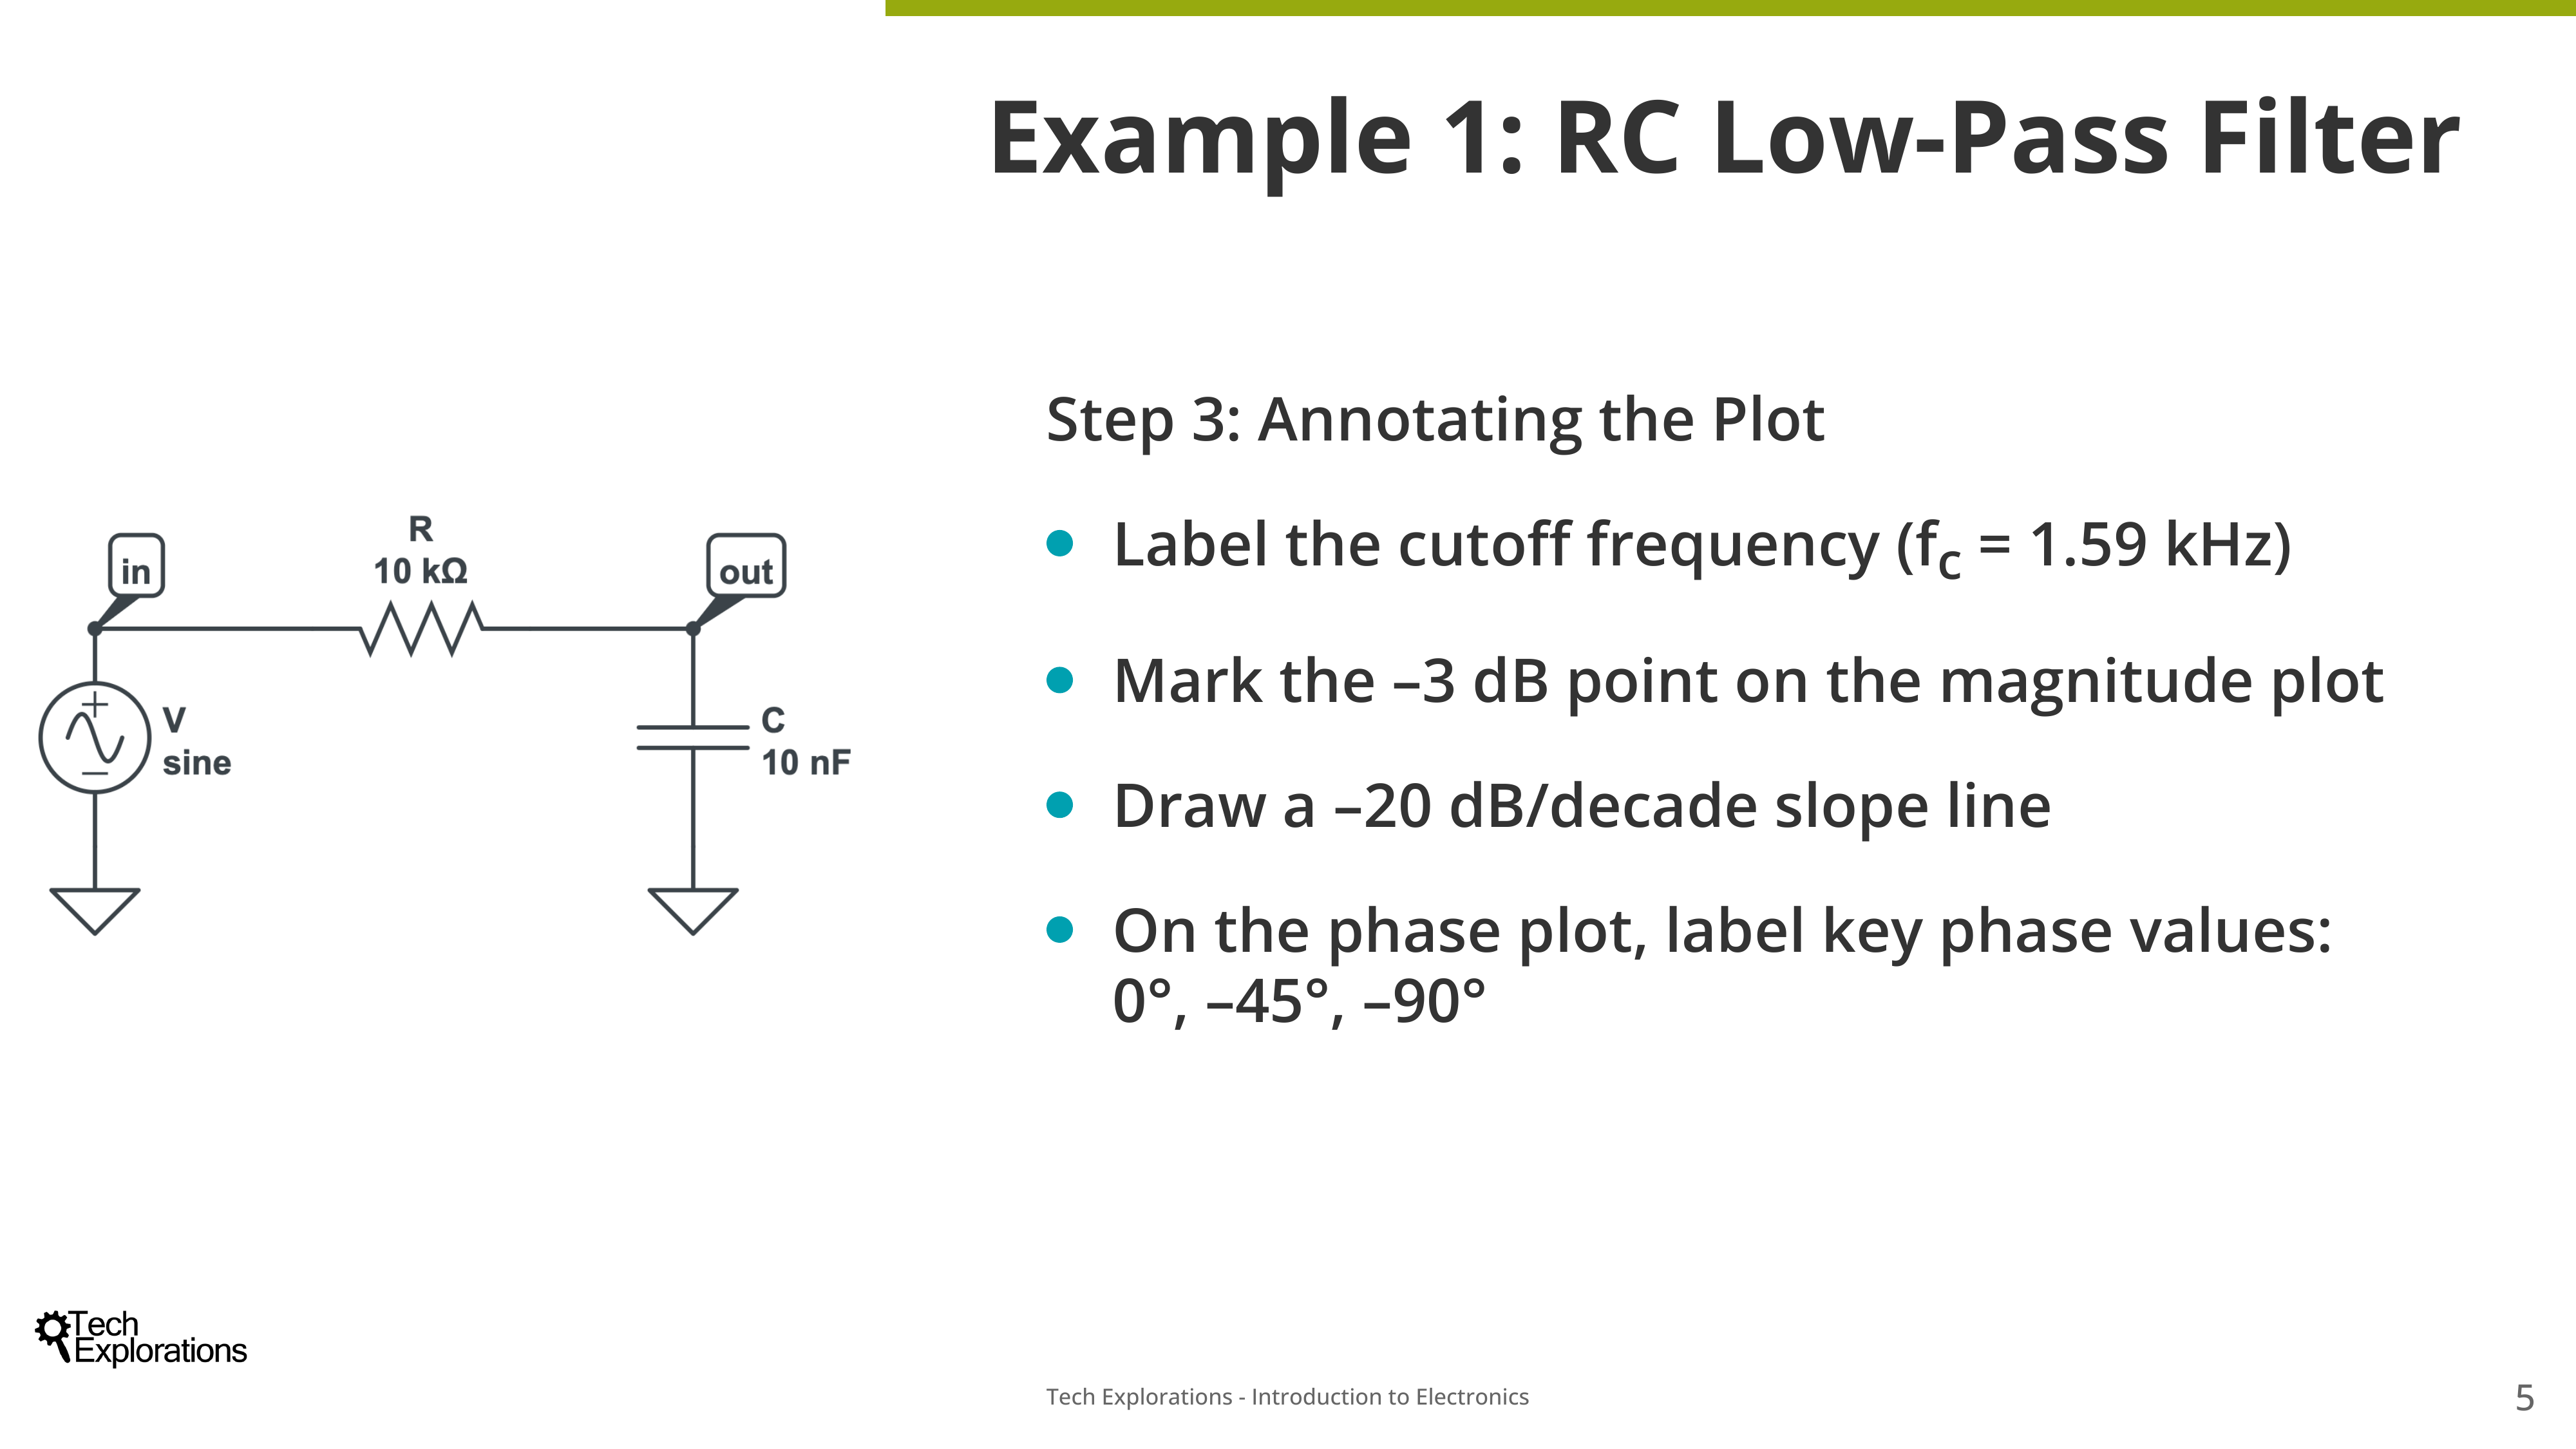 Example 1: RC Low-Pass Filter
Step 3: Annotating the Plot
Label the cutoff frequency (fC = 1.59 kHz)
Mark the –3 dB point on the magnitude plot
Draw a –20 dB/decade slope line
On the phase plot, label key phase values:
0°, –45°, –90°
R
10 kΩ
in
out
V
sine
C
10 nF
Tech
Explorations
Tech Explorations - Introduction to Electronics
5